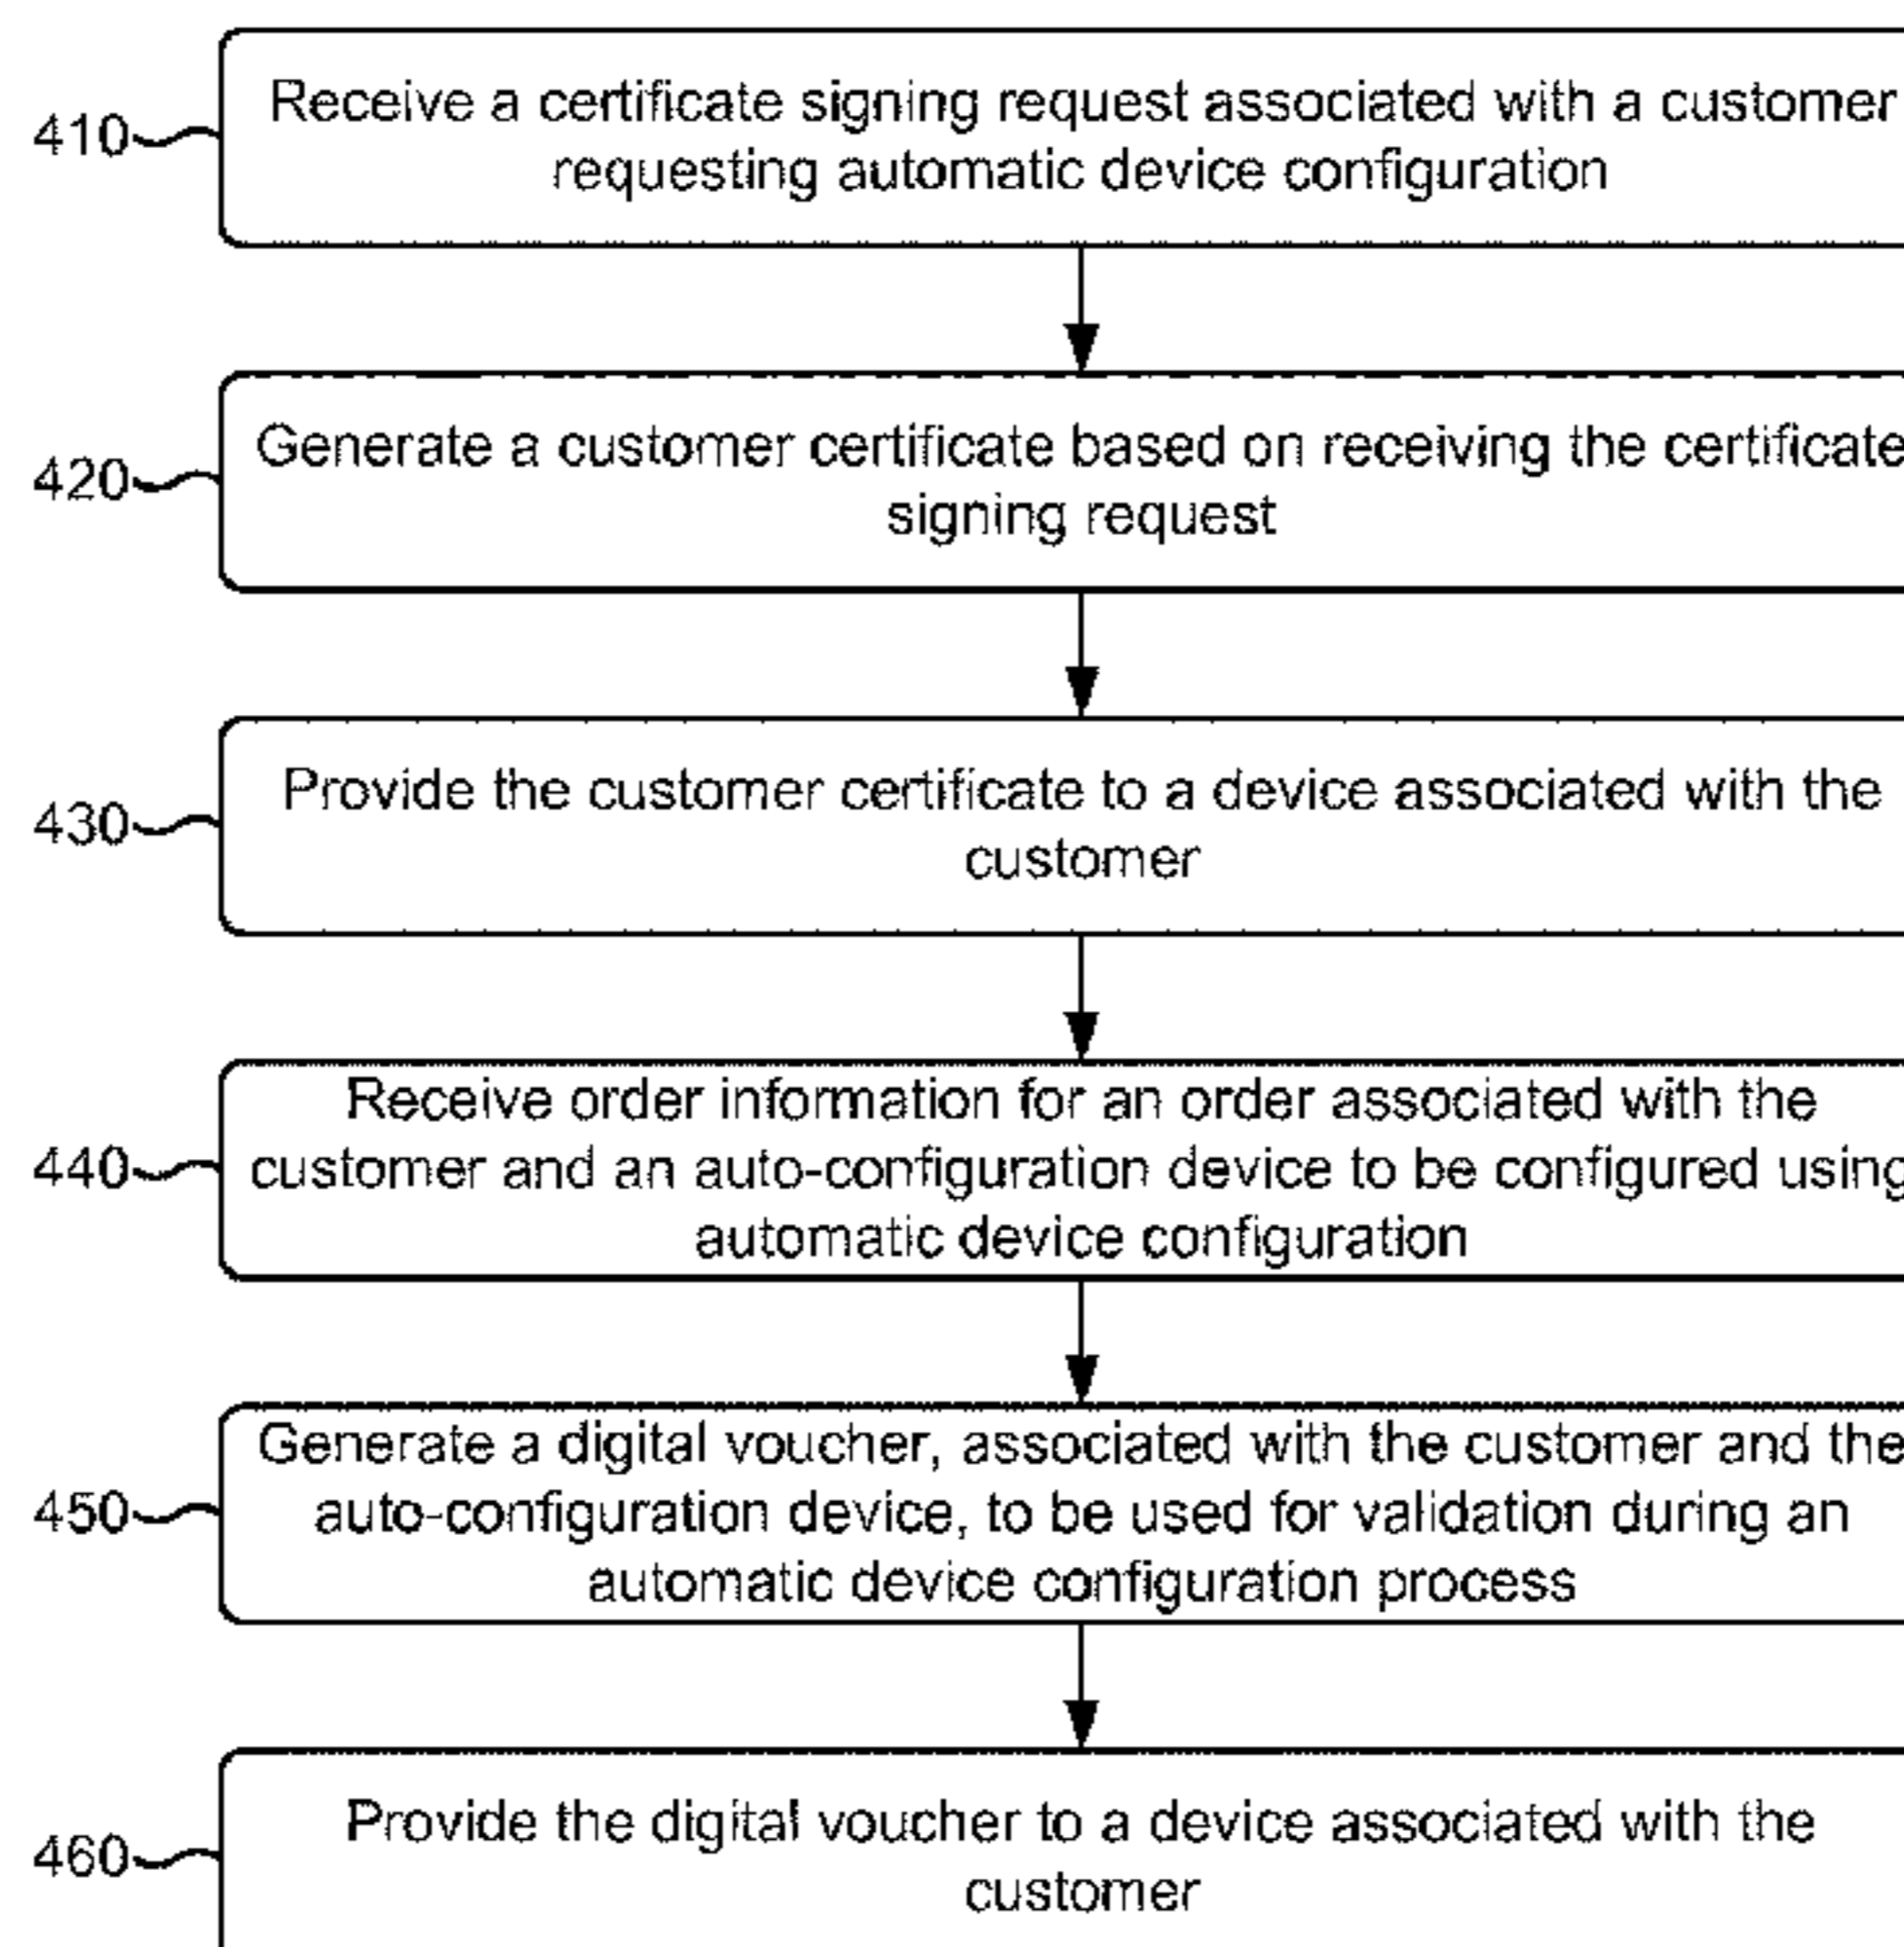 410
Receive a certificate signing request associated with a customer
requesting automatic device configuration
420
Generate a customer certificate based on receiving the certificate
signing request
430
Provide the customer certificate to a device associated with the
customer
440
Receive order information for an order associated with the
customer and an auto-configuration device to be configured using
automatic device configuration
450
Generate a digital voucher, associated with the customer and the
auto-configuration device, to be used for validation during an
automatic device configuration process
460
Provide the digital voucher to a device associated with the
customer